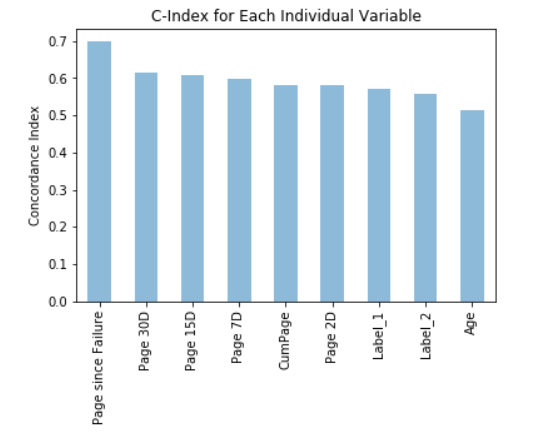 C-Index for Each Individual Variable
Concordance Index
0.7
0.6
0.5
0.4
0.3
0.2
0.1
0.0
Page since Failure
Page 30D
Page 15D
Page 7D
CumPage
Page 2D
Label_1
Label_2
Age